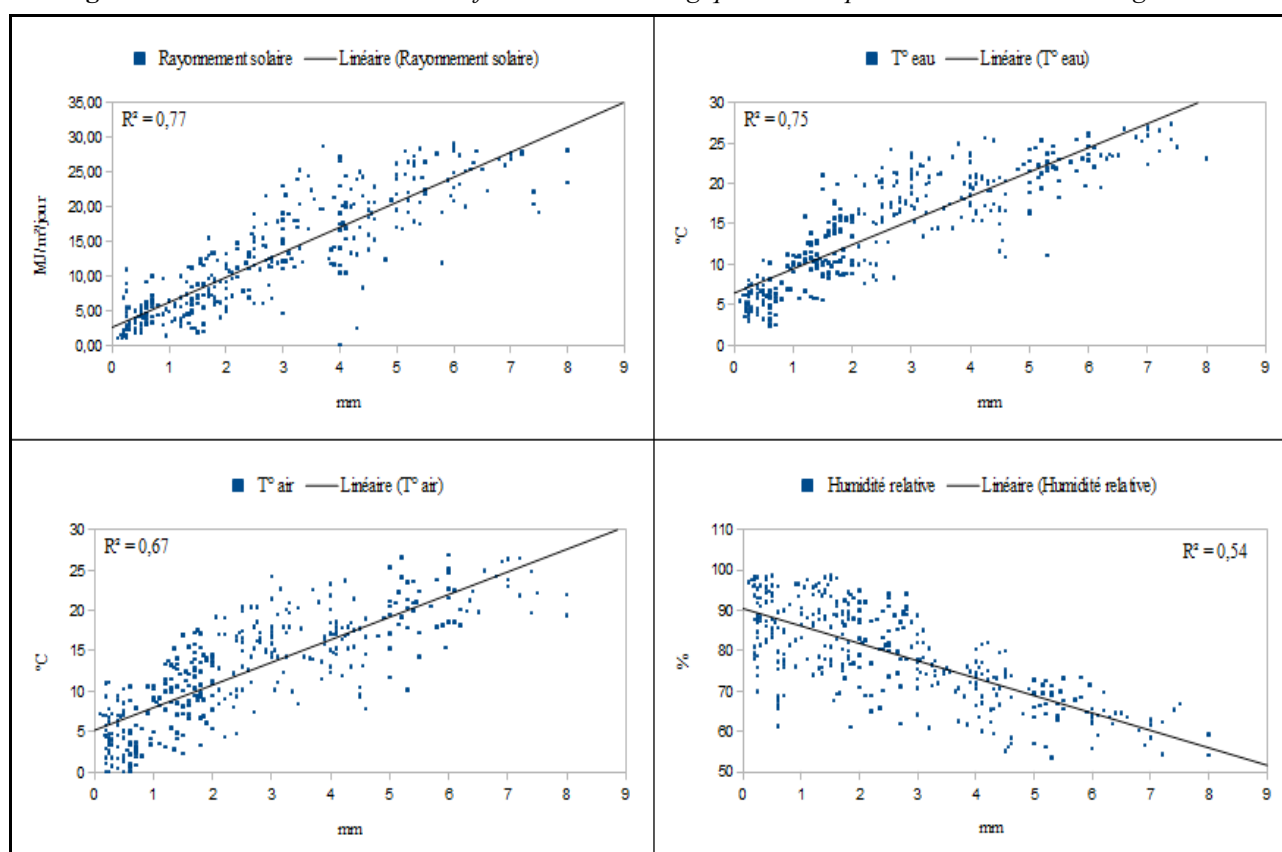 Rayonnement solaire Linéaire (Rayonnement solaire)
R² = 0,77
35,00
30,00
25,00
20,00
15,00
10,00
5,00
0,00
MJ/m²/jour
0 1 2 3 4 5 6 7 8 9
mm
T° eau Linéaire (T° eau)
R² = 0,75
30
25
20
15
10
5
0
°C
0 1 2 3 4 5 6 7 8 9
mm
T° air Linéaire (T° air)
R² = 0,67
30
25
20
15
10
5
0
°C
0 1 2 3 4 5 6 7 8 9
mm
Humidité relative Linéaire (Humidité relative)
R² = 0,54
110
100
90
80
70
60
50
%
0 1 2 3 4 5 6 7 8 9
mm